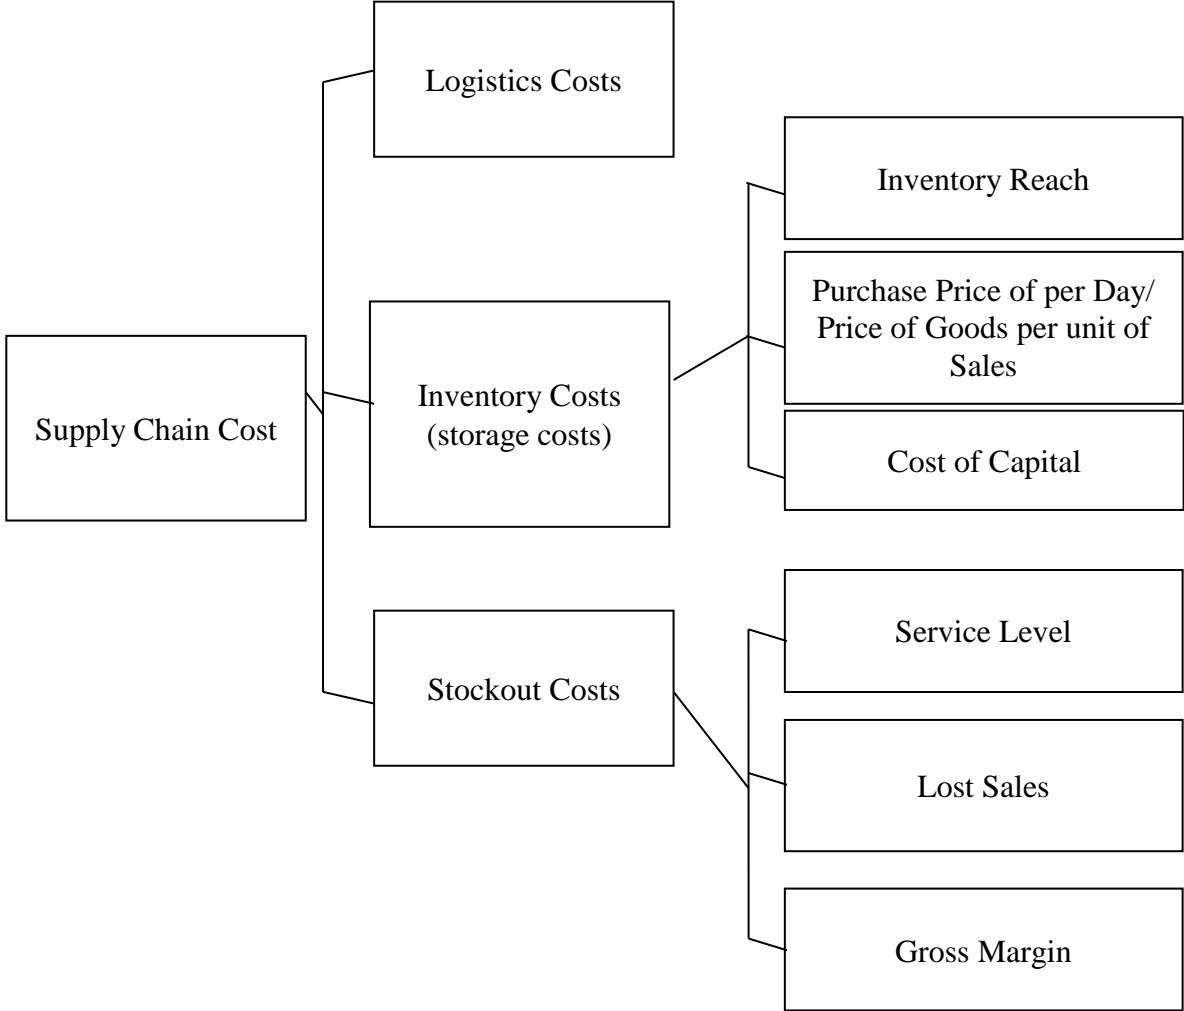 Logistics Costs
Inventory Reach
Purchase Price of per Day/
Price of Goods per unit of
Sales
Supply Chain Cost
Inventory Costs
(storage costs)
Cost of Capital
Service Level
Stockout Costs
Lost Sales
Gross Margin